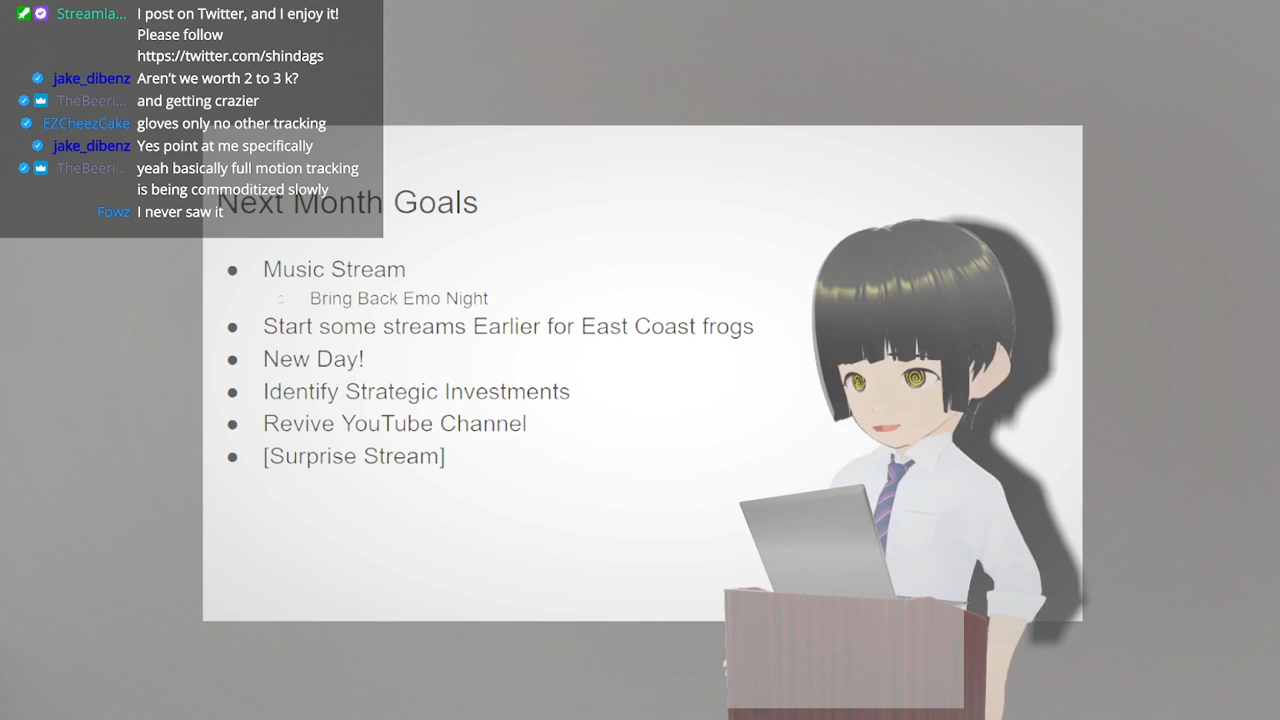 Streamla... I post on Twitter, and I enjoy it!
Please follow
https://twitter.com/shindags
jake_dibenz Aren't we worth 2 to 3 k?
TheBeeri... and getting crazier
EZCheezCake gloves only no other tracking
jake_dibenz Yes point at me specifically
TheBeeri... yeah basically full motion tracking
is being commoditized slowly
Fowz I never saw it
Next Month Goals
● Music Stream
○ Bring Back Emo Night
● Start some streams Earlier for East Coast frogs
● New Day!
● Identify Strategic Investments
● Revive YouTube Channel
● [Surprise Stream]